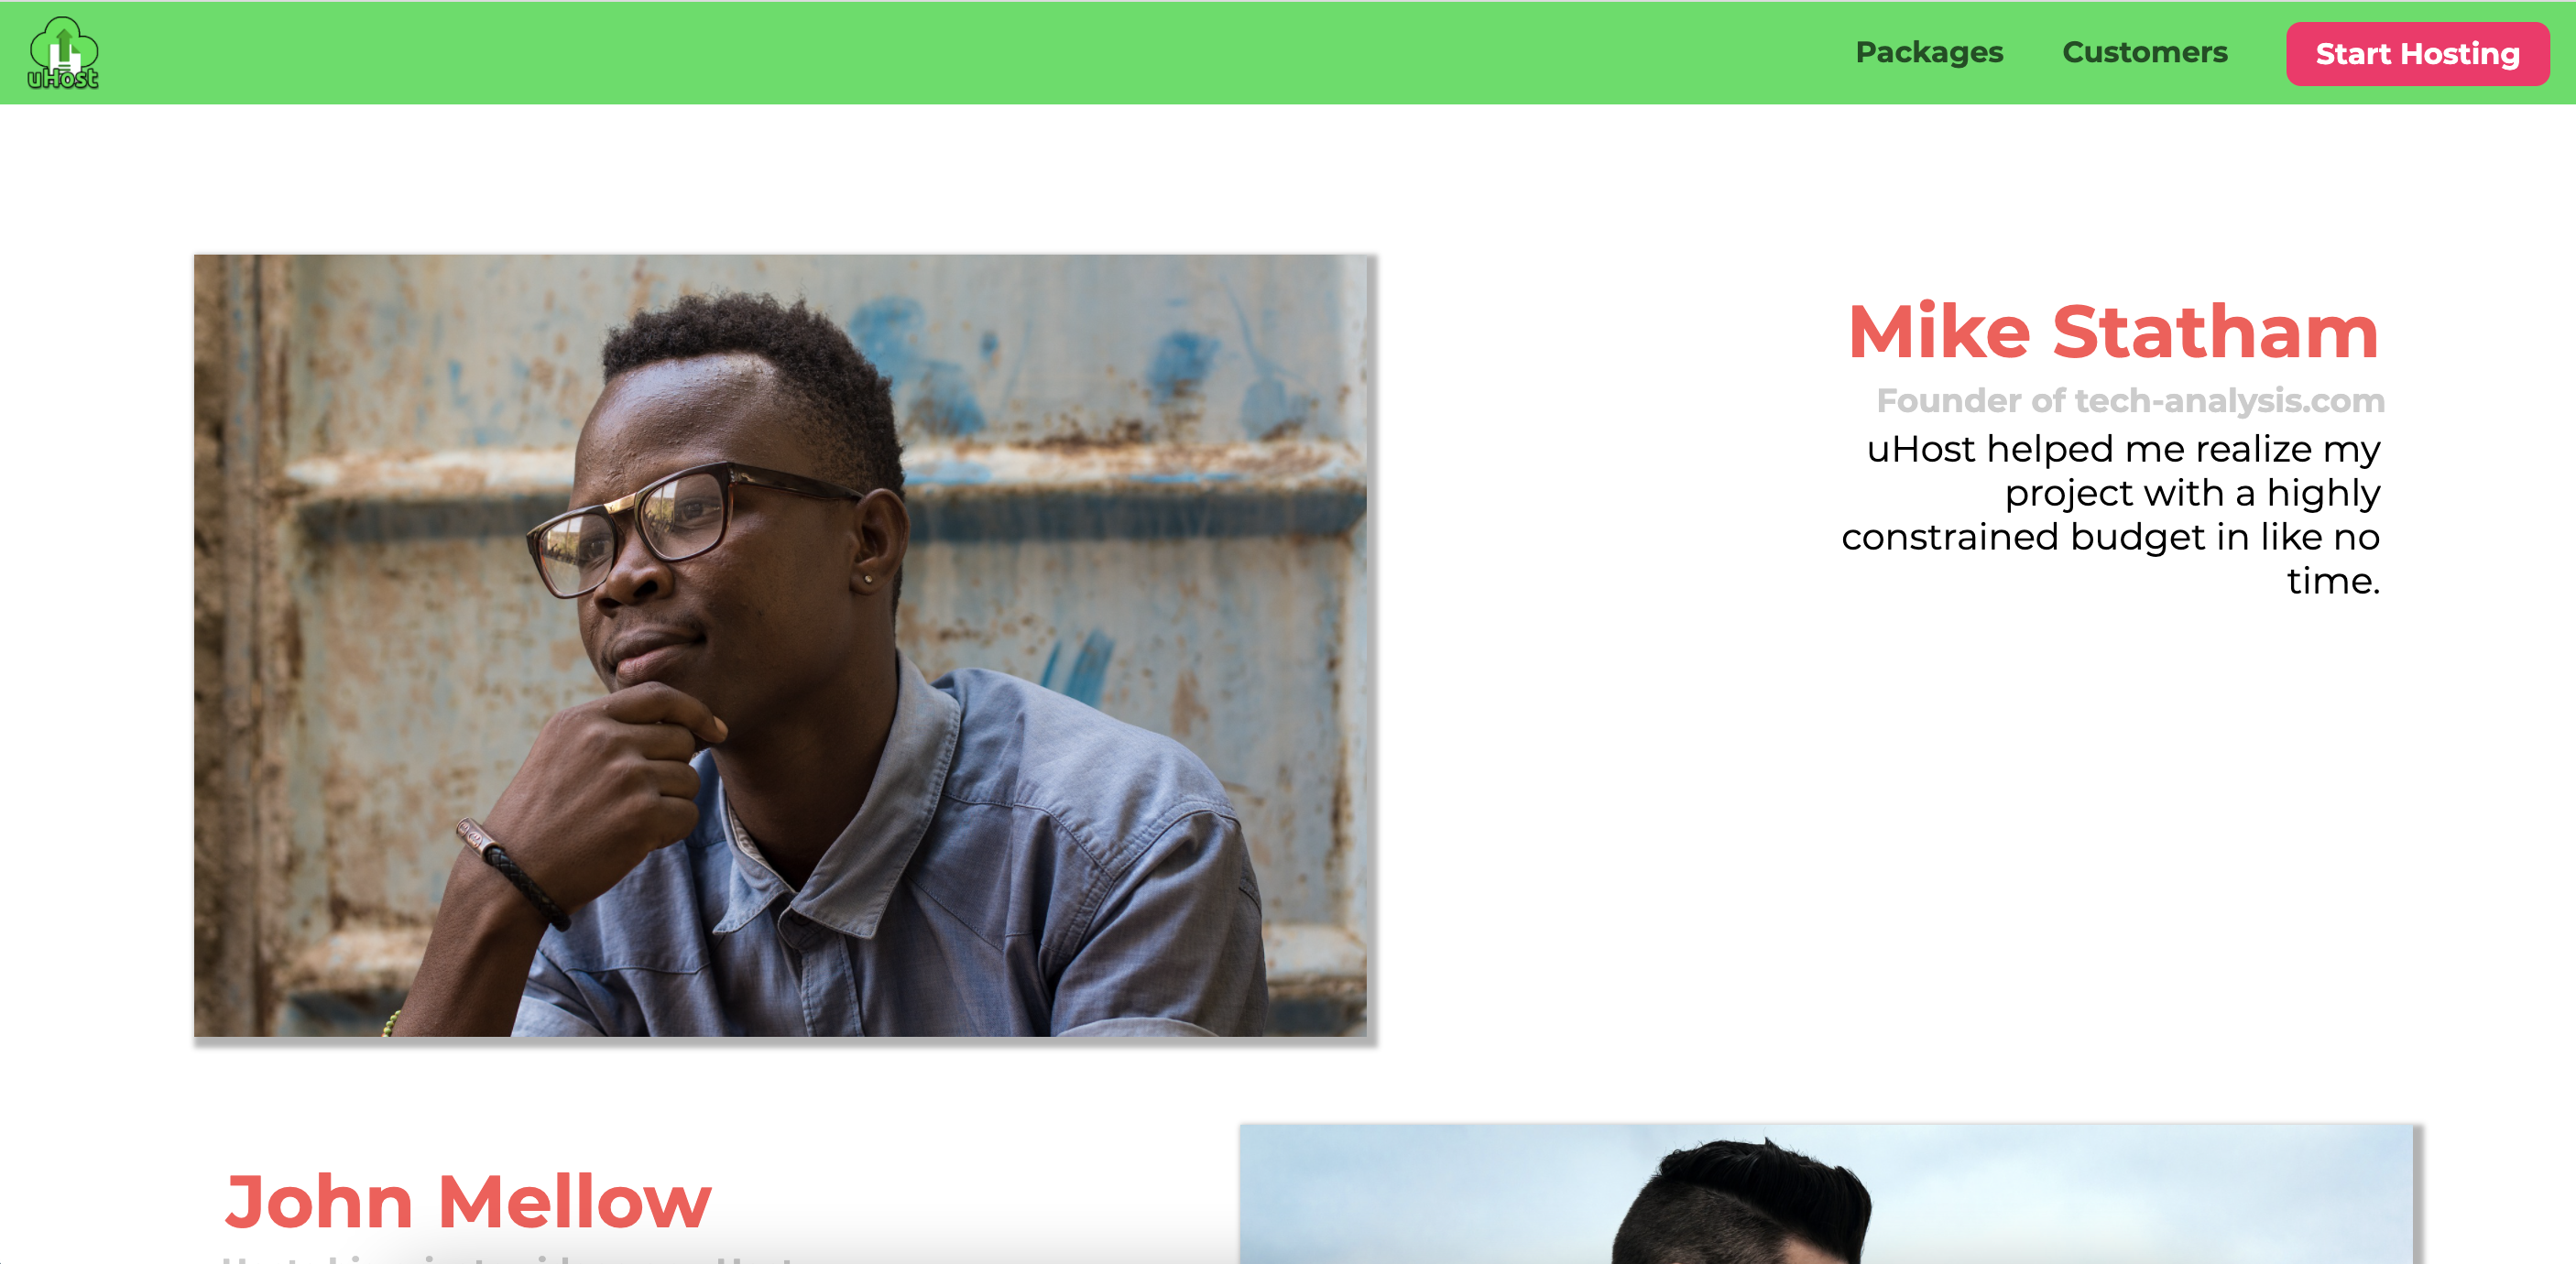 uHost
Packages
Customers
Start Hosting
Mike Statham
Founder of tech-analysis.com
uHost helped me realize my
project with a highly
constrained budget in like no
time.
John Mellow